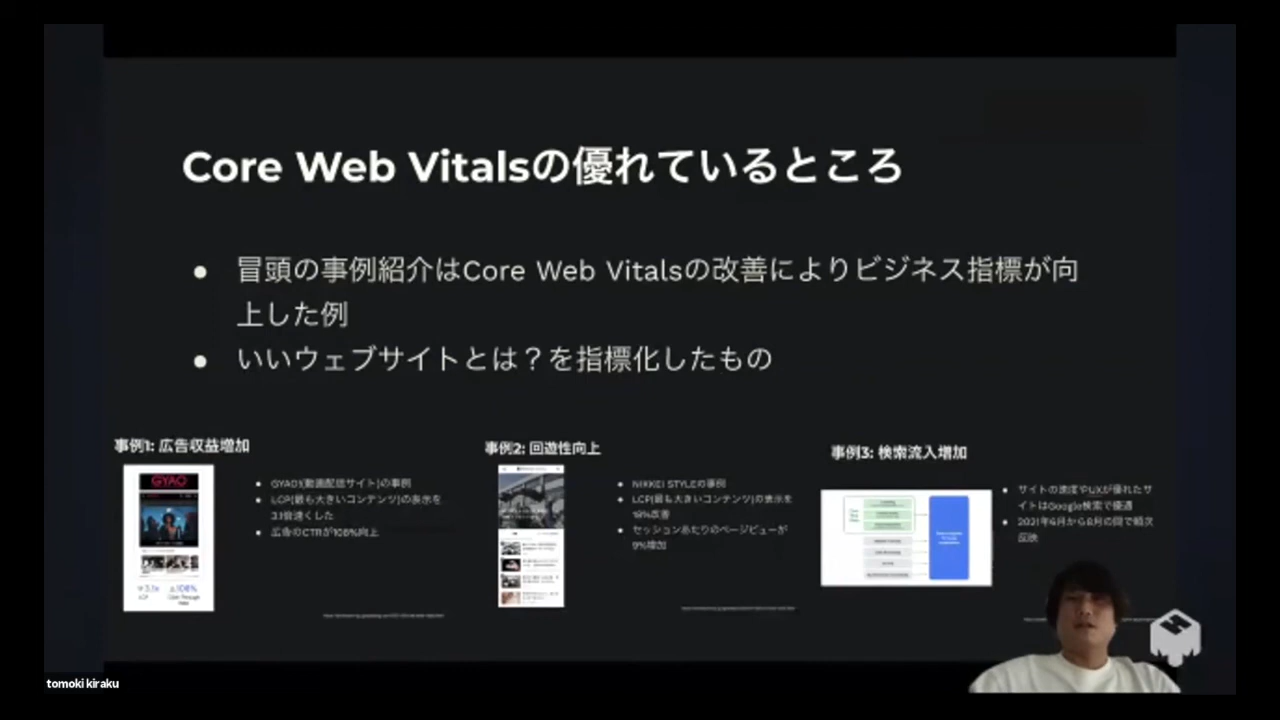 Core Web Vitalsの優れているところ
● 冒頭の事例紹介はCore Web Vitalsの改善によりビジネス指標が向
上した例
● いいウェブサイトとは？を指標化したもの
事例1: 広告収益増加
GYAO
● GYAO!(動画配信サイト)の事例
● LCP(最も大きいコンテンツ)の表示を
3.1倍速くした
● 広告のCTRが108%向上
3.1x
LCP
108%
事例2: 回遊性向上
● NIKKEI STYLEの事例
● LCP(最も大きいコンテンツ)の表示を
18%改善
● セッションあたりのページビューが
9%増加
事例3: 検索流入増加
● サイトの速度やUXが優れたサ
イトはGoogle検索で優遇
● 2021年6月から8月の間で順次
反映
tomoki kiraku